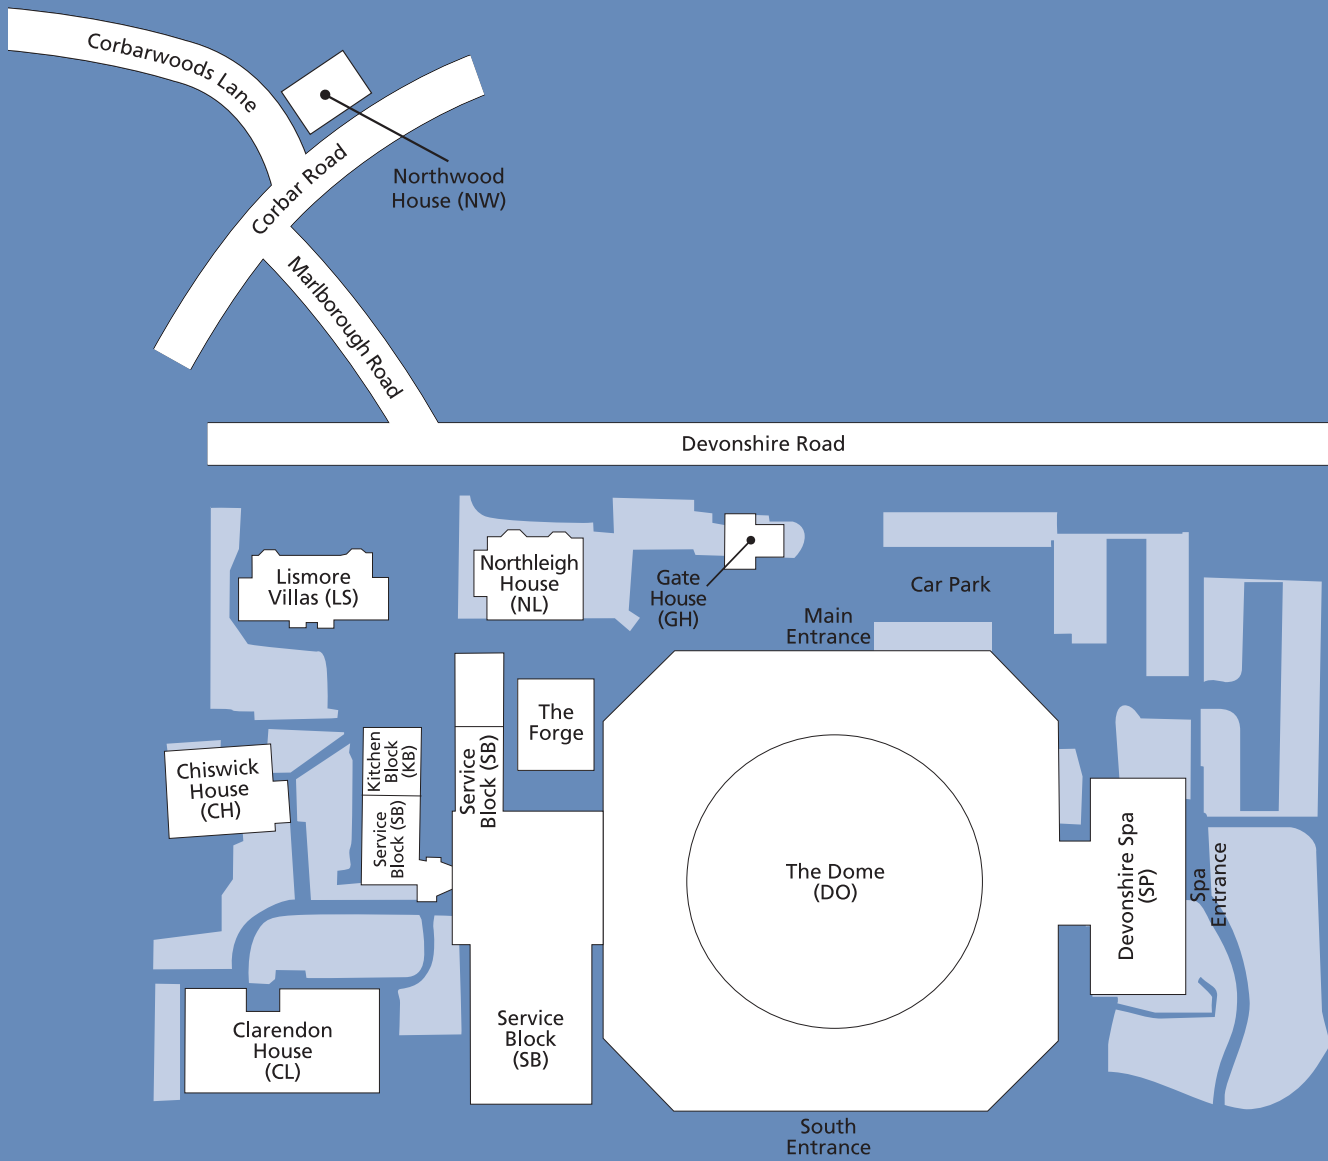 Corbarwoods Lane
Corbar Road
Northwood
House (NW)
Marlborough Road
Devonshire Road
Lismore
Villas (LS)
Northleigh
House
(NL)
Gate
House
(GH)
Car Park
Main
Entrance
The
Forge
Chiswick
House
(CH)
Kitchen
Block
(KB)
Service
Block (SB)
Service
Block (SB)
The Dome
(DO)
Devonshire Spa
(SP)
Spa
Entrance
Clarendon
House
(CL)
Service
Block
(SB)
South
Entrance